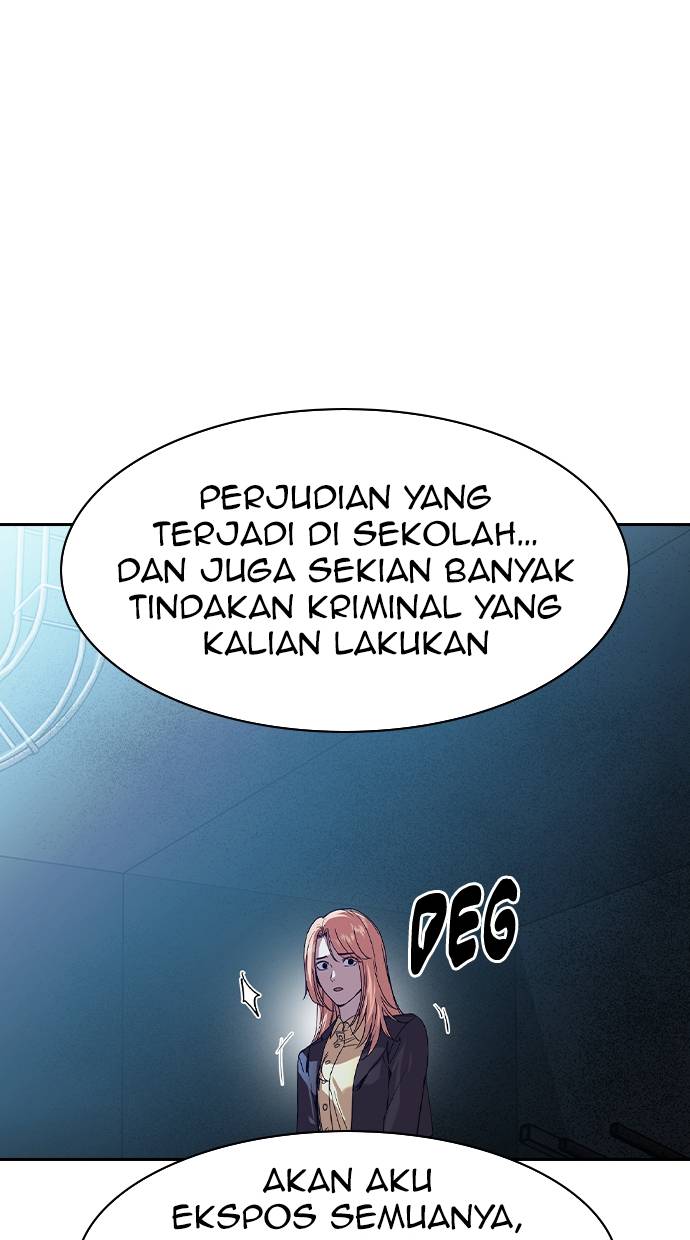 PERJUDIAN YANG
TERJADI DI SEKOLAH...
DAN JUGA SEKIAN BANYAK
TINDAKAN KRIMINAL YANG
KALIAN LAKUKAN
DEG
AKAN AKU
EKSPOS SEMUANYA,